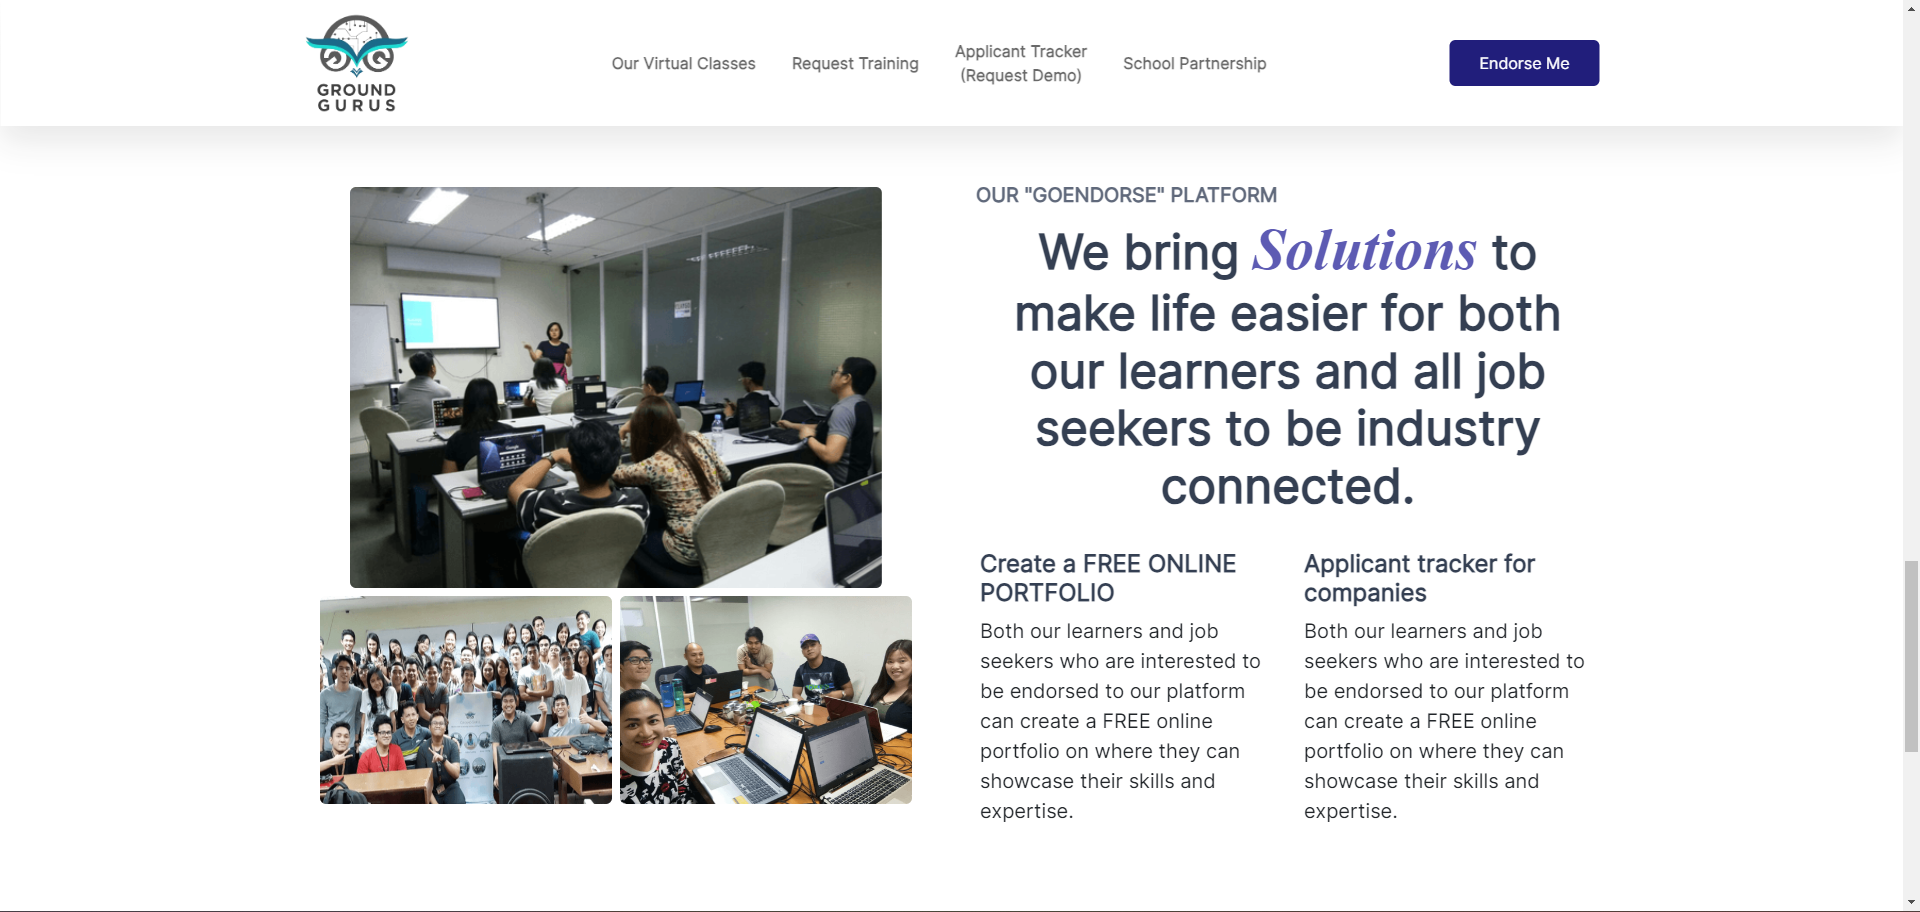 GROUND
GURUS
Our Virtual Classes
Request Training
Applicant Tracker
(Request Demo)
School Partnership
Endorse Me
OUR "GOENDORSE" PLATFORM
We bring Solutions to
make life easier for both
our learners and all job
seekers to be industry
connected.
Create a FREE ONLINE
PORTFOLIO
Both our learners and job
seekers who are interested to
be endorsed to our platform
can create a FREE online
portfolio on where they can
showcase their skills and
expertise.
Applicant tracker for
companies
Both our learners and job
seekers who are interested to
be endorsed to our platform
can create a FREE online
portfolio on where they can
showcase their skills and
expertise.